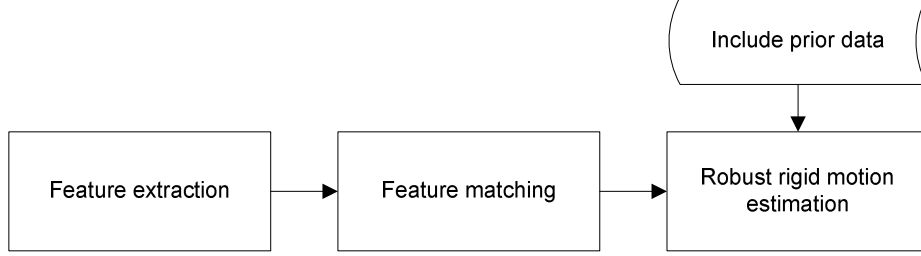 Include prior data
Feature extraction
Feature matching
Robust rigid motion
estimation